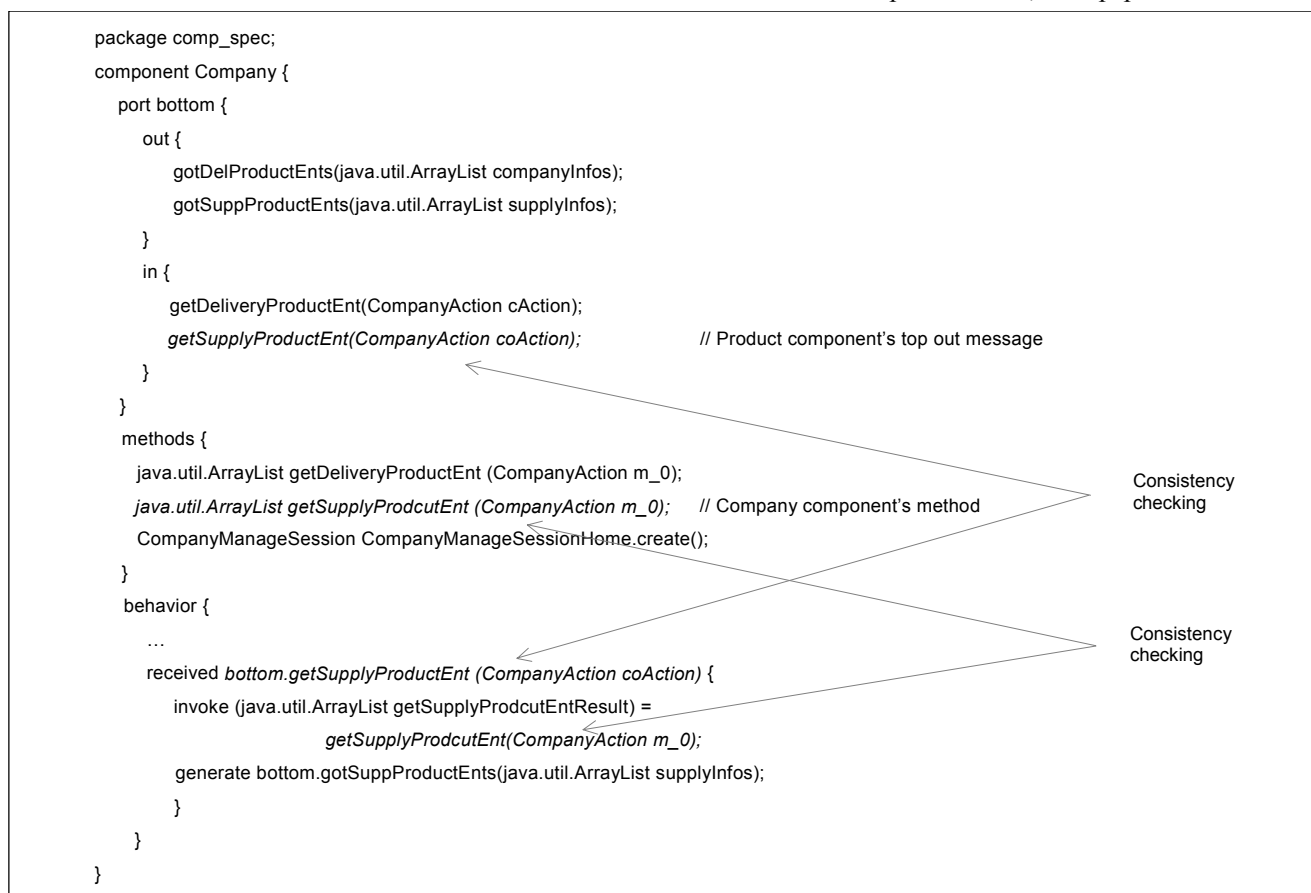 package comp_spec;
component Company {
port bottom {
out {
gotDelProductEnts(java.util.ArrayList companyInfos);
gotSuppProductEnts(java.util.ArrayList supplyInfos);
}
in {
getDeliveryProductEnt(CompanyAction cAction);
getSupplyProductEnt(CompanyAction coAction); // Product component's top out message
}
}
methods {
java.util.ArrayList getDeliveryProductEnt (CompanyAction m_0);
java.util.ArrayList getSupplyProdcutEnt (CompanyAction m_0); // Company component's method
CompanyManageSession CompanyManageSessionHome.create();
}
behavior {
…
received bottom.getSupplyProductEnt (CompanyAction coAction) {
invoke (java.util.ArrayList getSupplyProdcutEntResult) =
getSupplyProdcutEnt(CompanyAction m_0);
generate bottom.gotSuppProductEnts(java.util.ArrayList supplyInfos);
}
}
}
Consistency
checking
Consistency
checking